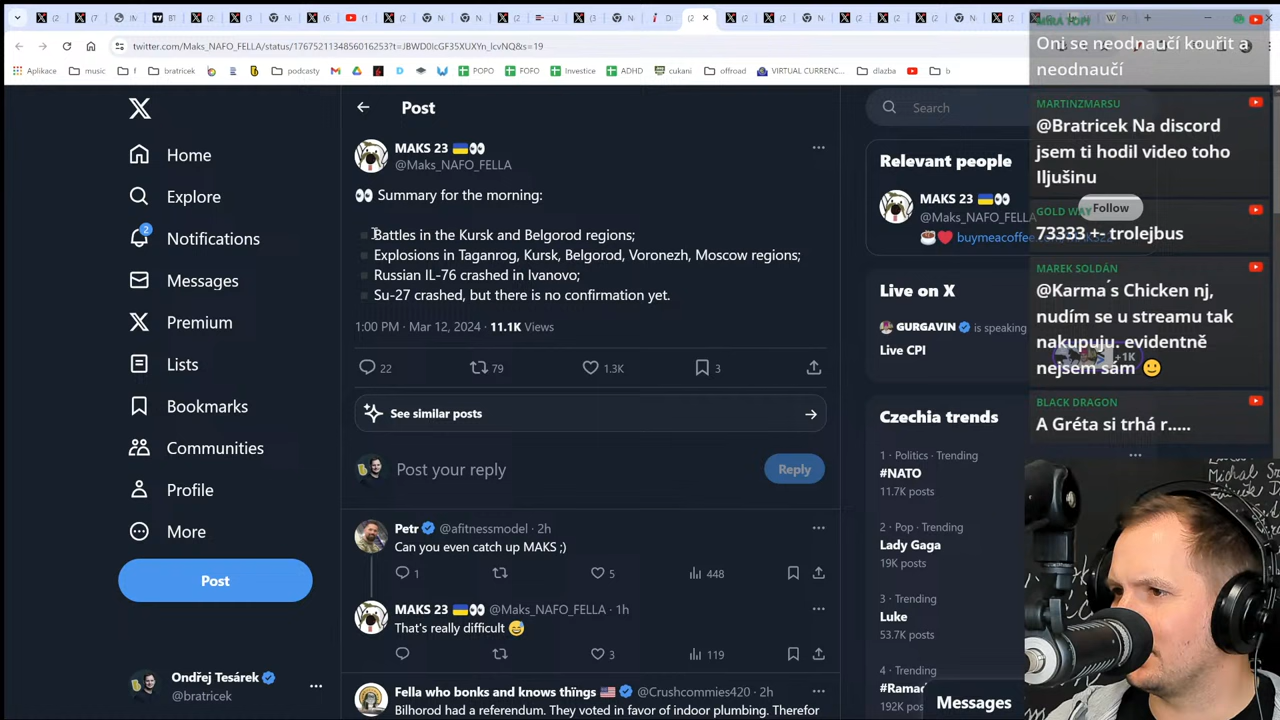 twitter.com/Maks_NAFO_FELLA/status/1767521134856016253?t=JBWD0lcGF35XUXYn_lcvNQ&s=19
Aplikace
music
f
bratricek
podcasty
POPO
FOFO
Investice
ADHD
cukani
offroad
VIRTUAL CURRENC...
dlazba
b
Home
Explore
2
Notifications
Messages
Premium
Lists
Bookmarks
Communities
Profile
More
Post
Ondřej Tesárek
@bratricek
Post
MAKS 23
@Maks_NAFO_FELLA
Summary for the morning:
Battles in the Kursk and Belgorod regions;
Explosions in Taganrog, Kursk, Belgorod, Voronezh, Moscow regions;
Russian IL-76 crashed in Ivanovo;
Su-27 crashed, but there is no confirmation yet.
1:00 PM · Mar 12, 2024 · 11.1K Views
22
79
1.3K
3
See similar posts
Post your reply
Reply
Petr @afitnessmodel · 2h
Can you even catch up MAKS ;)
1
5
448
MAKS 23 @Maks_NAFO_FELLA · 1h
That's really difficult
3
119
Fella who bonks and knows thïngs @Crushcommies420 · 2h
Bilhorod had a referendum. They voted in favor of indoor plumbing. Therefor
Search
Relevant people
MAKS 23
@Maks_NAFO_FELLA
Follow
buymeacoffee.
Live on X
GURGAVIN is speaking
Live CPI
+1K
Czechia trends
1 · Politics · Trending
#NATO
11.7K posts
2 · Pop · Trending
Lady Gaga
19K posts
3 · Trending
Luke
53.7K posts
4 · Trending
#Ramad
192K pos
Messages
Oni se neodnaučí kouřit a
neodnaučí
MARTINZMARSU
@Bratricek Na discord
jsem ti hodil video toho
Iljušinu
GOLD WAY
73333 +- trolejbus
MAREK SOLDÁN
@Karma´s Chicken nj,
nudím se u streamu tak
nakupuju. evidentně
nejsem sám
BLACK DRAGON
A Gréta si trhá r.....